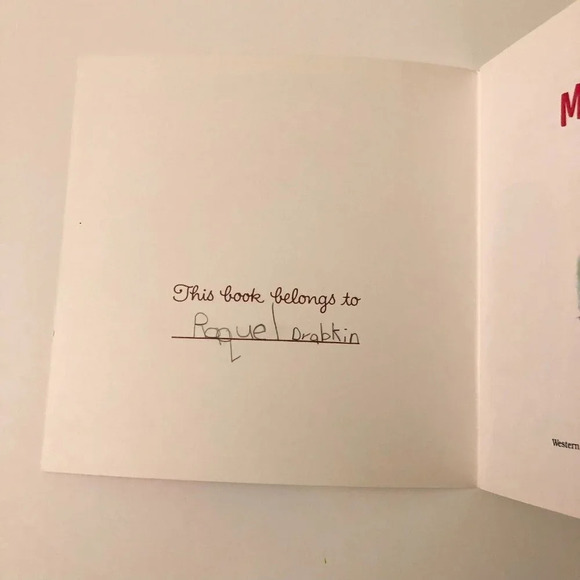 This book belongs to
Raquel Drabkin
M
Western